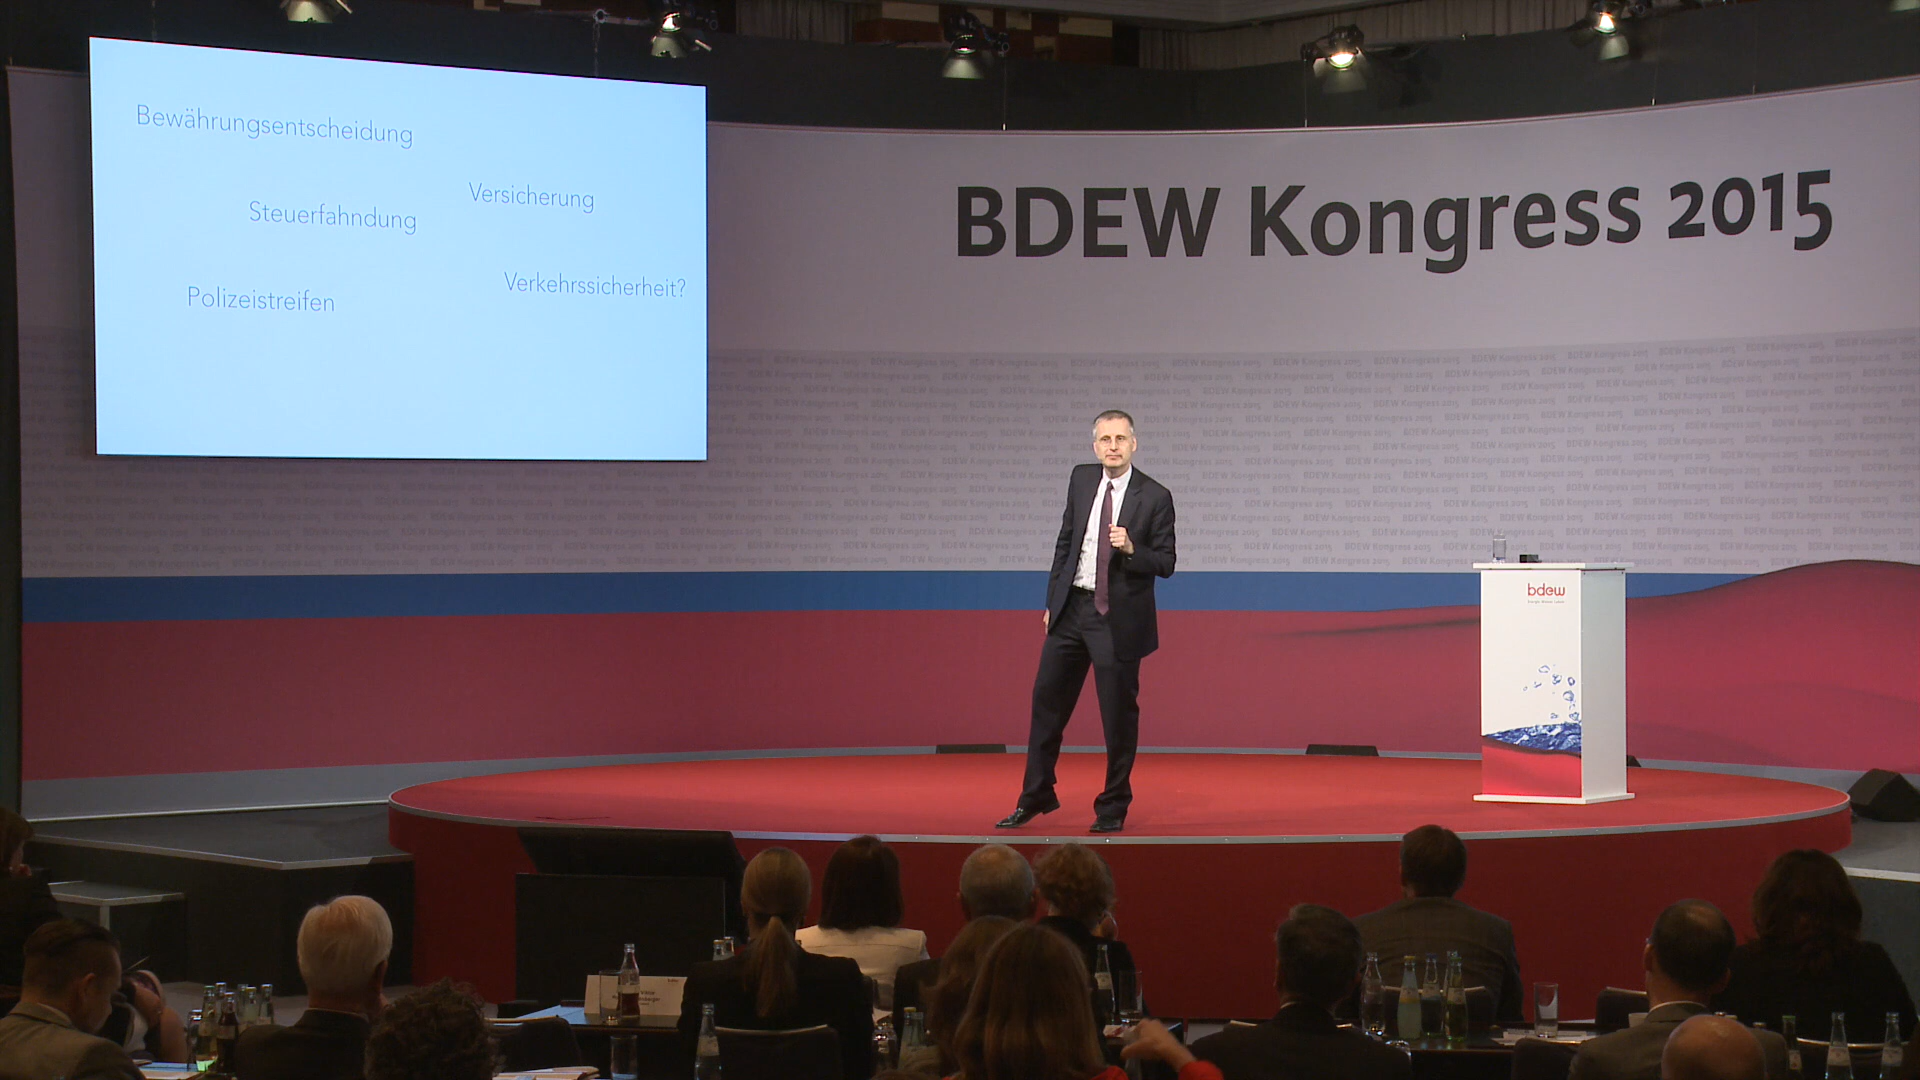 Bewährungsentscheidung
Versicherung
Steuerfahndung
Verkehrssicherheit?
Polizeistreifen
BDEW Kongress 2015
bdew